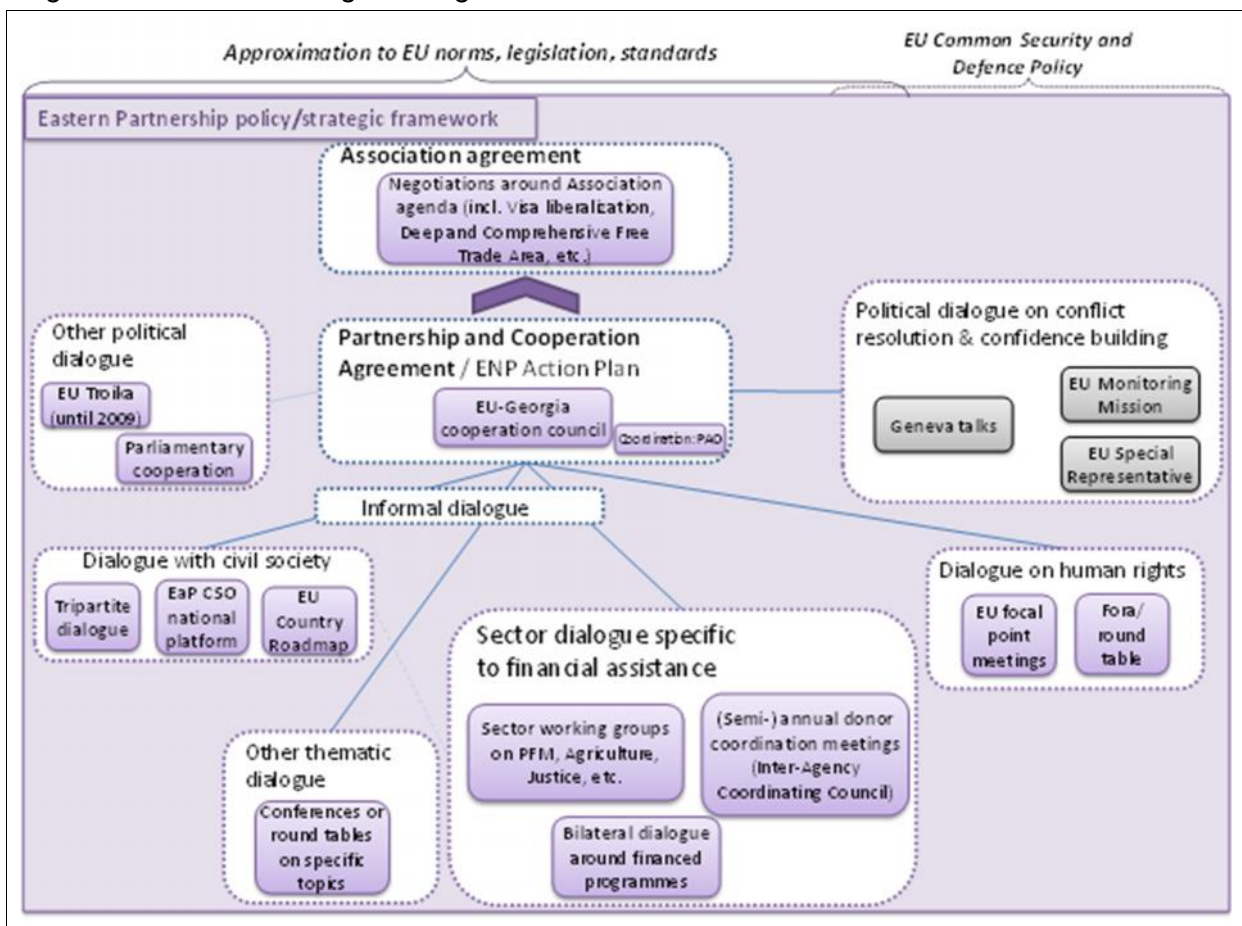 Approximation to EU norms, legislation, standards
EU Common Security and
Defence Policy
Eastern Partnership policy/strategic framework
Association agreement
Negotiations around Association
agenda (incl. Visa liberalization,
Deep and Comprehensive Free
Trade Area, etc.)
Other political
dialogue
EU Troika
(until 2009)
Parliamentary
cooperation
Partnership and Cooperation
Agreement / ENP Action Plan
EU-Georgia
cooperation council
Coordination: PAO
Political dialogue on conflict
resolution & confidence building
Geneva talks
EU Monitoring
Mission
EU Special
Representative
Informal dialogue
Dialogue with civil society
Tripartite
dialogue
EaP CSO
national
platform
EU
Country
Roadmap
Dialogue on human rights
EU focal
point
meetings
Fora/
round
table
Sector dialogue specific
to financial assistance
Sector working groups
on PFM, Agriculture,
Justice, etc.
(Semi-) annual donor
coordination meetings
(Inter-Agency
Coordinating Council)
Bilateral dialogue
around financed
programmes
Other thematic
dialogue
Conferences or
round tables
on specific
topics